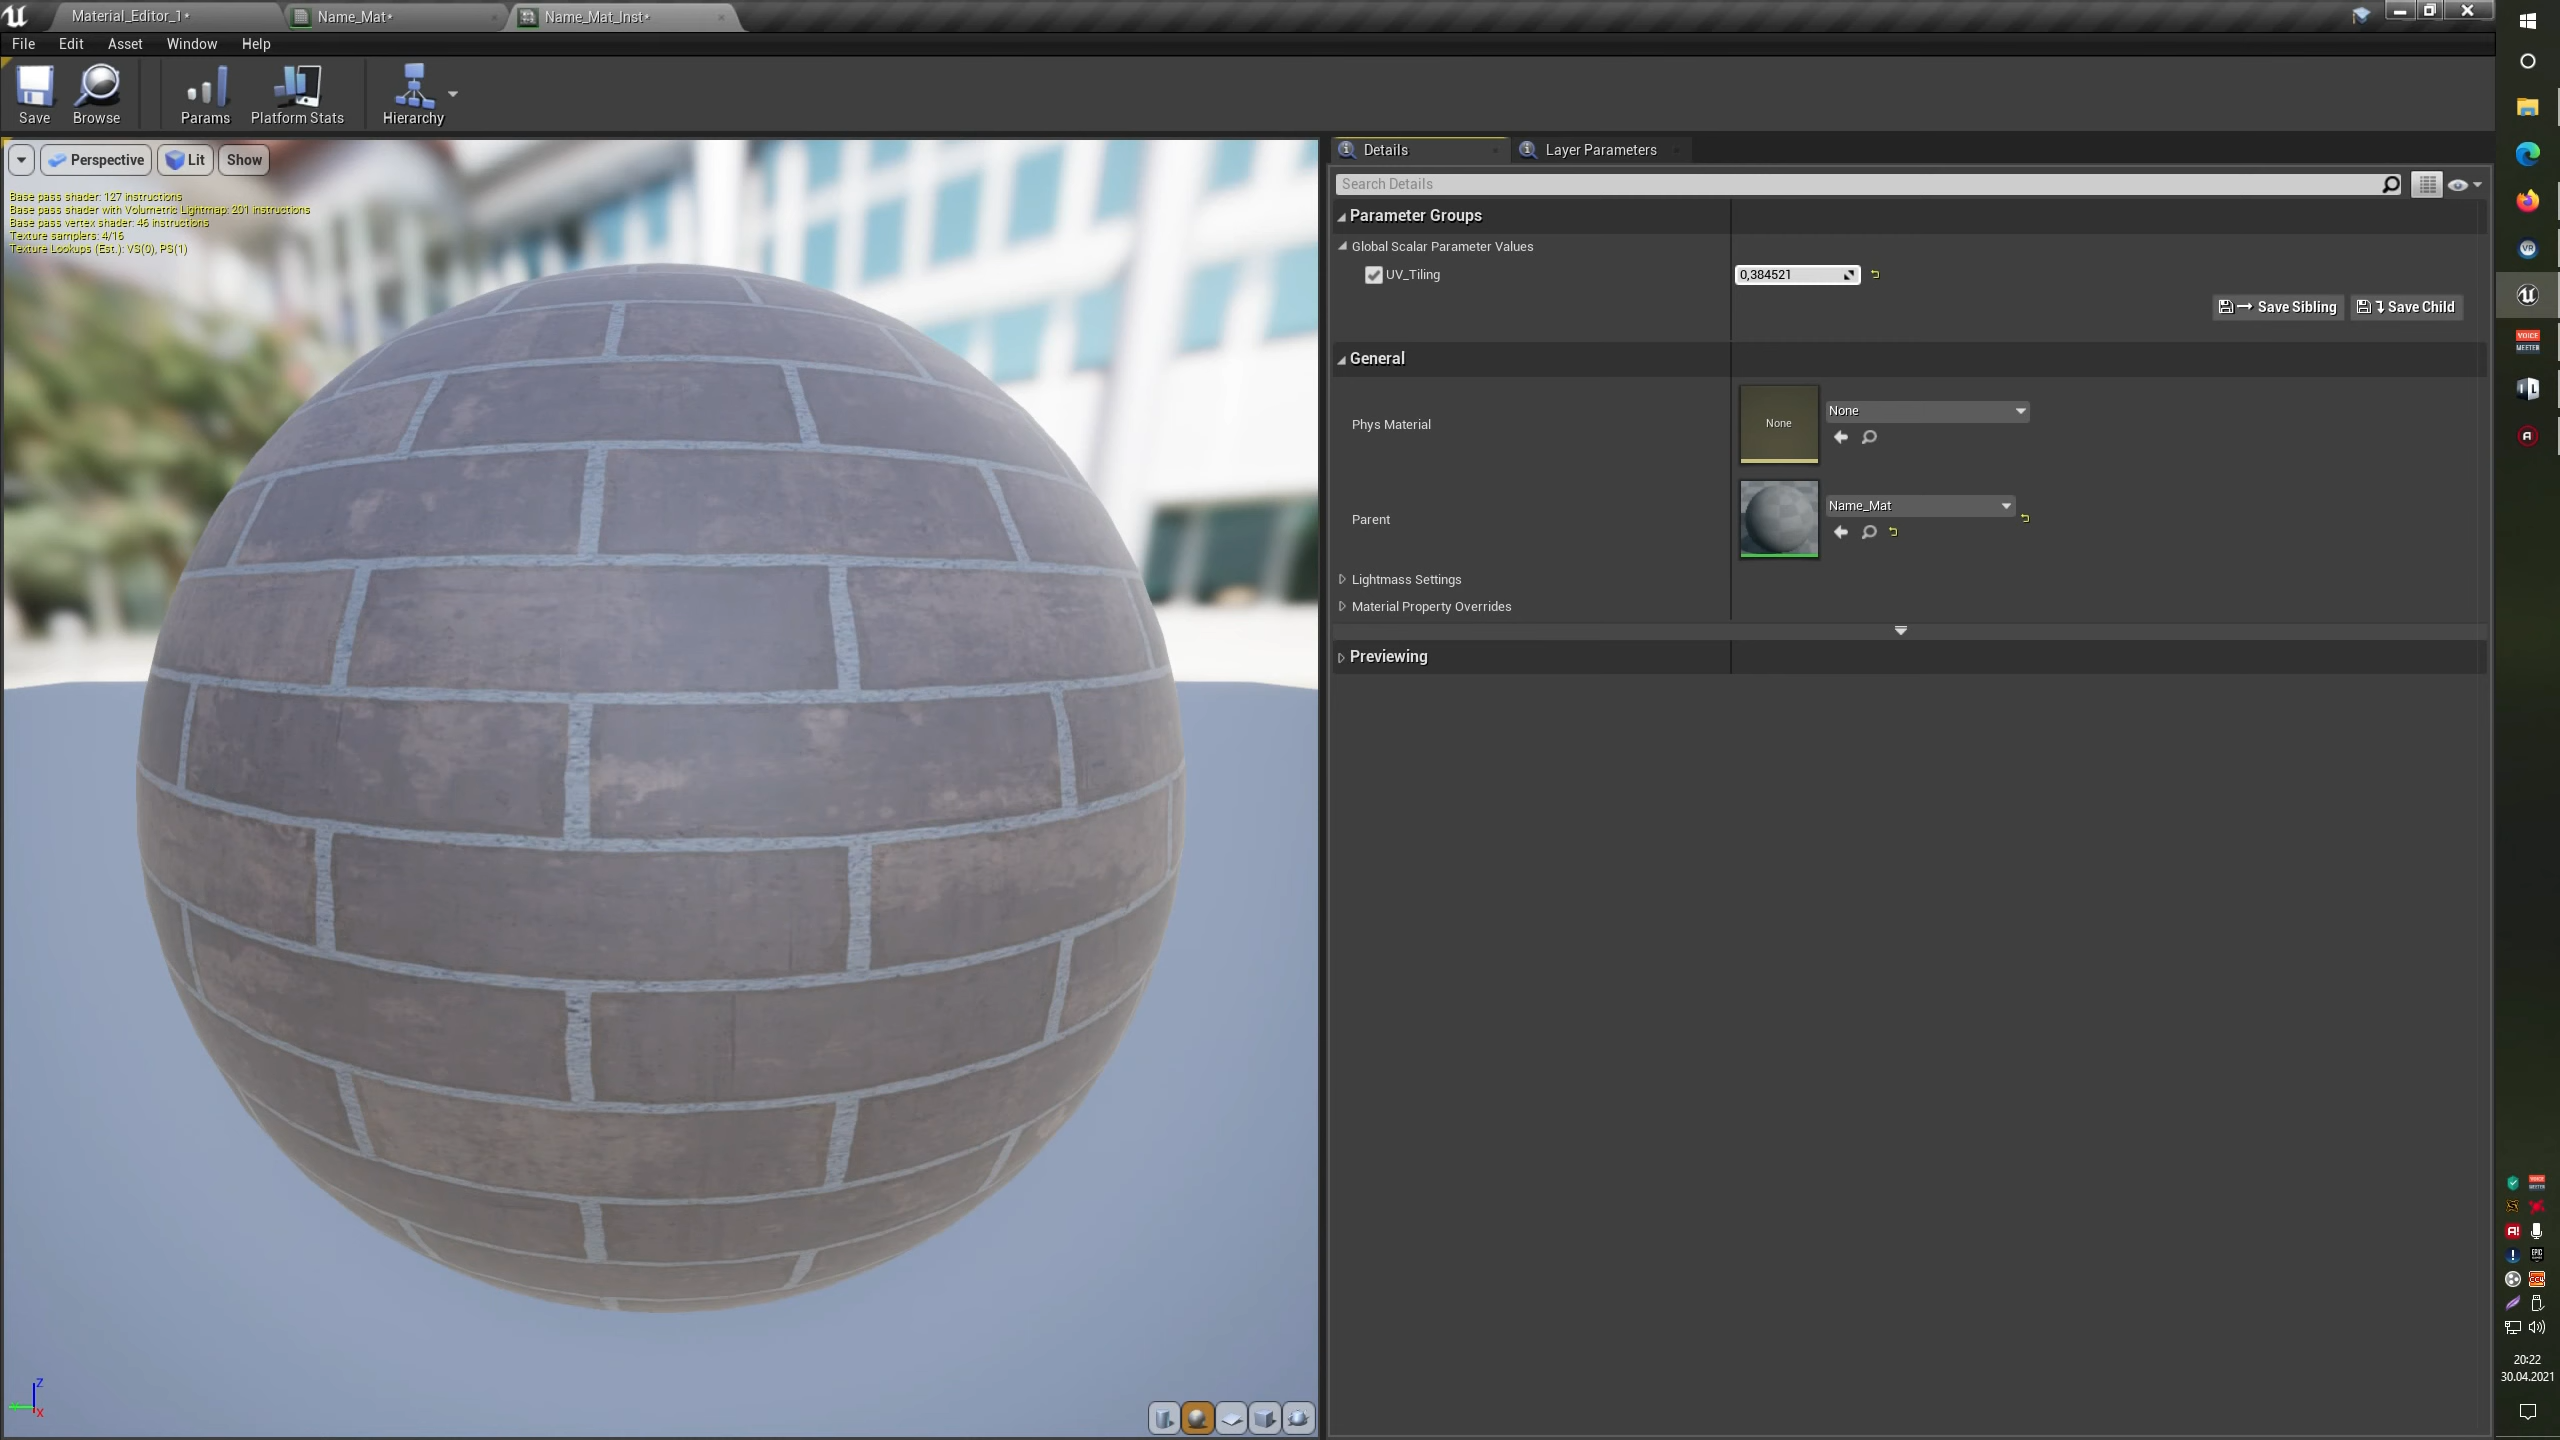 Material_Editor_1*
Name_Mat*
Name_Mat_Inst*
File Edit Asset Window Help
Save Browse Params Platform Stats Hierarchy
Perspective Lit Show
Base pass shader: 127 instructions
Base pass shader with Volumetric Lightmap: 201 instructions
Base pass vertex shader: 46 instructions
Texture samplers: 4/16
Texture Lookups (Est.): VS(0), PS(1)
Z
X
Details
Layer Parameters
Search Details
Parameter Groups
Global Scalar Parameter Values
UV_Tiling 0,384521
Save Sibling Save Child
General
Phys Material None None
Parent Name_Mat
Lightmass Settings
Material Property Overrides
Previewing
VR
VOICE
MEETER
EPIC
20:22
30.04.2021